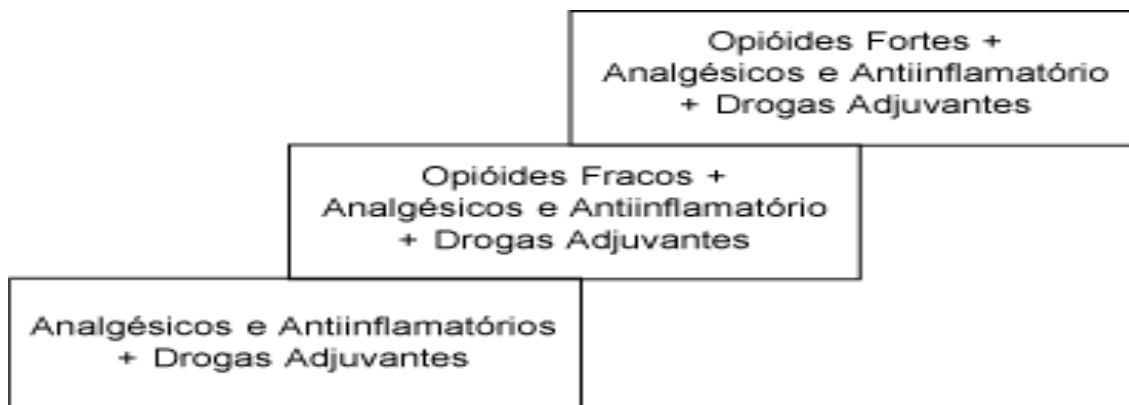 Opióides Fortes +
Analgésicos e Antiinflamatório
+ Drogas Adjuvantes
Opióides Fracos +
Analgésicos e Antiinflamatório
+ Drogas Adjuvantes
Analgésicos e Antiinflamatórios
+ Drogas Adjuvantes